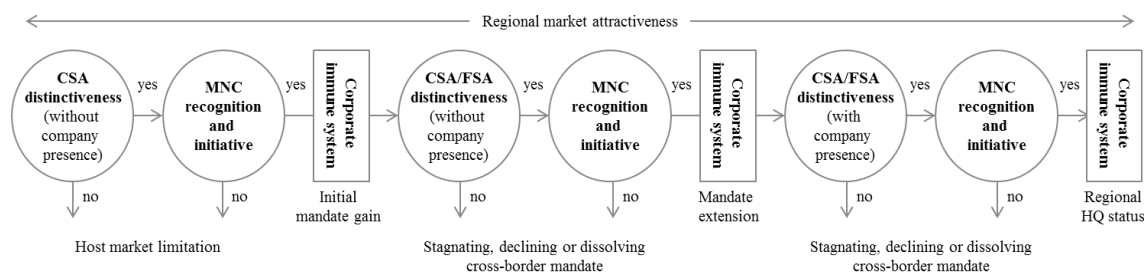 Regional market attractiveness
CSA
distinctiveness
(without
company
presence)
yes
MNC
recognition
and
initiative
yes
Corporate
immune system
CSA/FSA
distinctiveness
(without
company
presence)
yes
MNC
recognition
and
initiative
yes
Corporate
immune system
CSA/FSA
distinctiveness
(with
company
presence)
yes
MNC
recognition
and
initiative
yes
Corporate
immune system
no
no
Initial
mandate gain
no
no
Mandate
extension
no
no
Regional
HQ status
Host market limitation
Stagnating, declining or dissolving
cross-border mandate
Stagnating, declining or dissolving
cross-border mandate